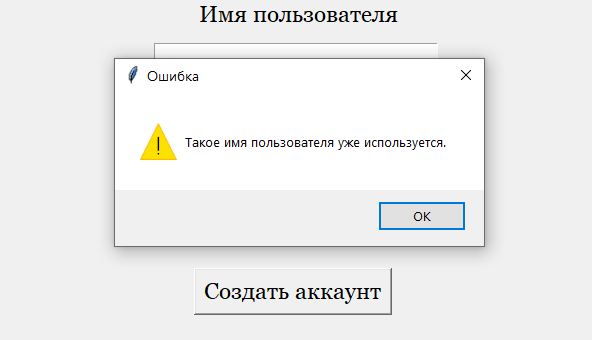 Имя пользователя
Ошибка
Такое имя пользователя уже используется.
OK
Создать аккаунт